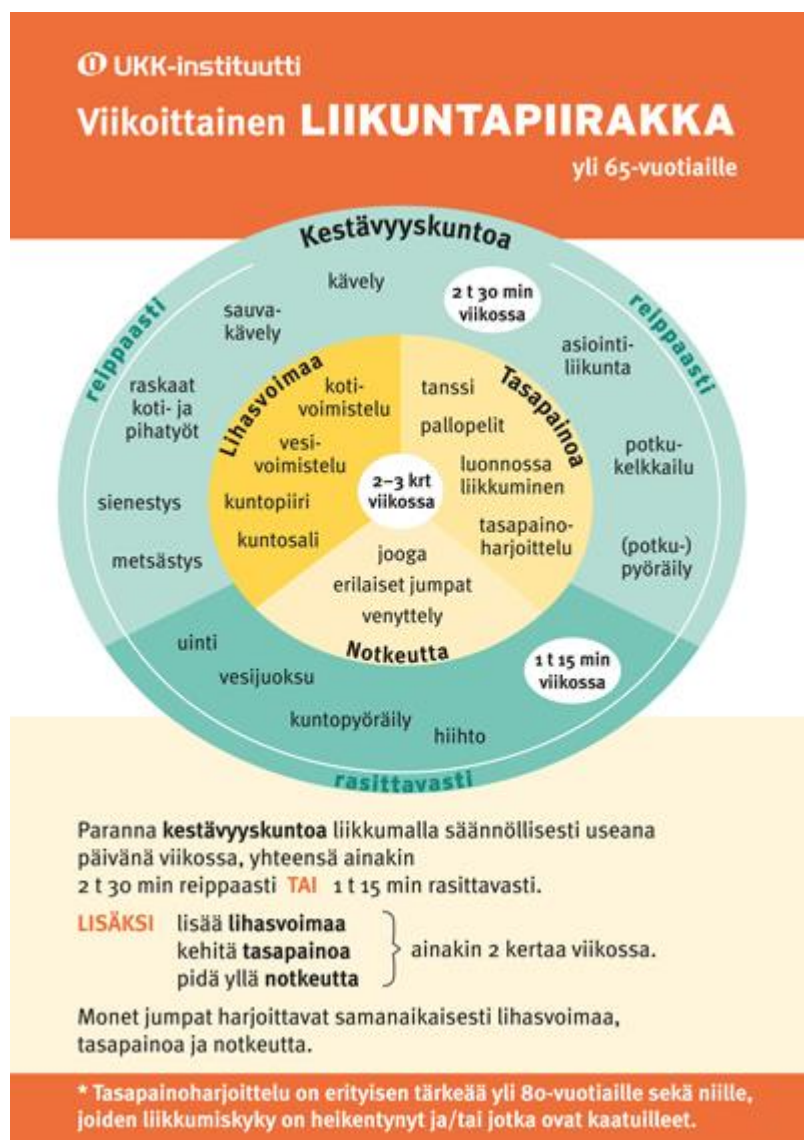 UKK-instituutti
Viikoittainen LIIKUNTAPIIRAKKA
yli 65-vuotiaille
Kestävyyskuntoa
reippaasti
reippaasti
kävely
2 t 30 min
viikossa
sauva-
kävely
asiointi-
liikunta
raskaat
koti- ja
pihatyöt
potku-
kelkkailu
sienestys
metsästys
(potku-)
pyöräily
Lihasvoimaa
koti-
voimistelu
vesi-
voimistelu
kuntopiiri
kuntosali
Tasapainoa
tanssi
pallopelit
luonnossa
liikkuminen
tasapaino-
harjoittelu
2–3 krt
viikossa
jooga
erilaiset jumpat
venyttely
Notkeutta
uinti
vesijuoksu
kuntopyöräily
hiihto
1 t 15 min
viikossa
rasittavasti
Paranna kestävyyskuntoa liikkumalla säännöllisesti useana
päivänä viikossa, yhteensä ainakin
2 t 30 min reippaasti TAI 1 t 15 min rasittavasti.
LISÄKSI lisää lihasvoimaa
kehitä tasapainoa } ainakin 2 kertaa viikossa.
pidä yllä notkeutta
Monet jumpat harjoittavat samanaikaisesti lihasvoimaa,
tasapainoa ja notkeutta.
* Tasapainoharjoittelu on erityisen tärkeää yli 80-vuotiaille sekä niille,
joiden liikkumiskyky on heikentynyt ja/tai jotka ovat kaatuilleet.